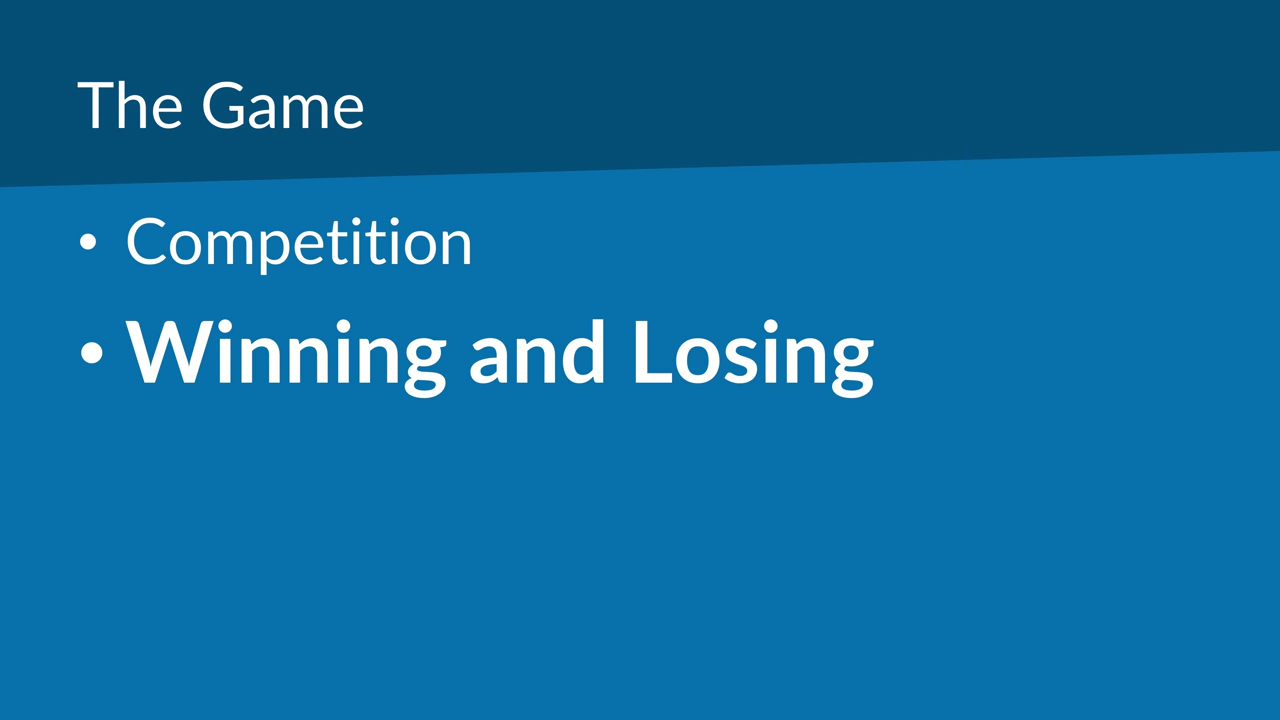 The Game
• Competition
• Winning and Losing